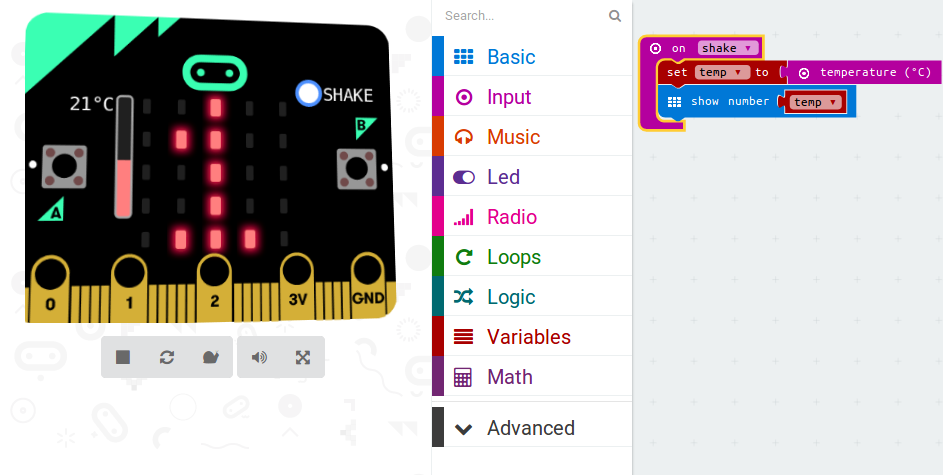 21°C
SHAKE
B
A
0 1 2 3V GND
Search...
Basic
Input
Music
Led
Radio
Loops
Logic
Variables
Math
Advanced
on shake ▼
set temp ▼ to temperature (°C)
show number temp ▼